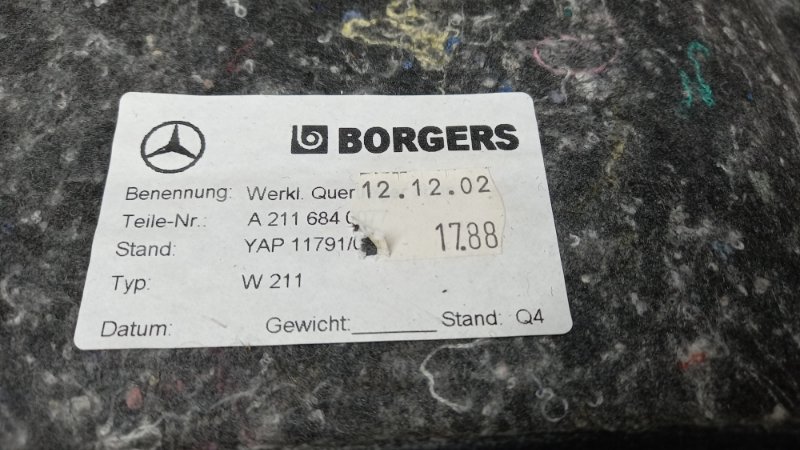 BORGERS
Benennung: Werkl. Quer 12.12.02
Teile-Nr.: A 211 684
Stand: YAP 11791/ 17.88
Typ: W 211
Datum: Gewicht:______ Stand: Q4